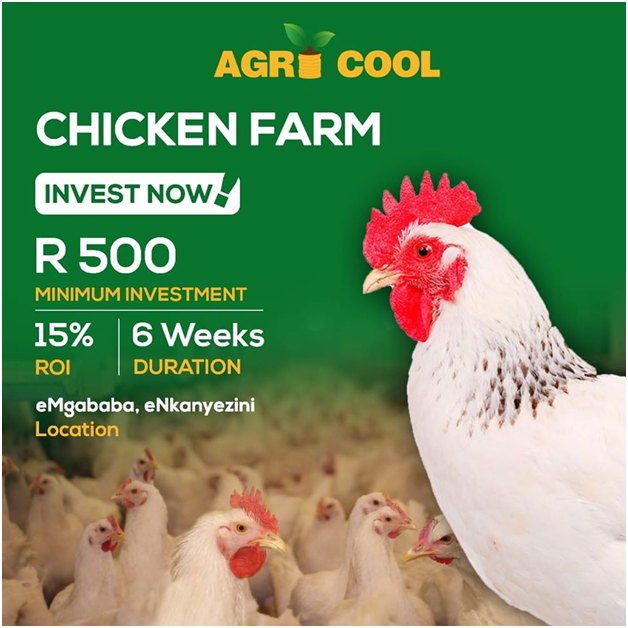 AGRI COOL
CHICKEN FARM
INVEST NOW!
R 500
MINIMUM INVESTMENT
15%
ROI
6 Weeks
DURATION
eMgababa, eNkanyezini
Location